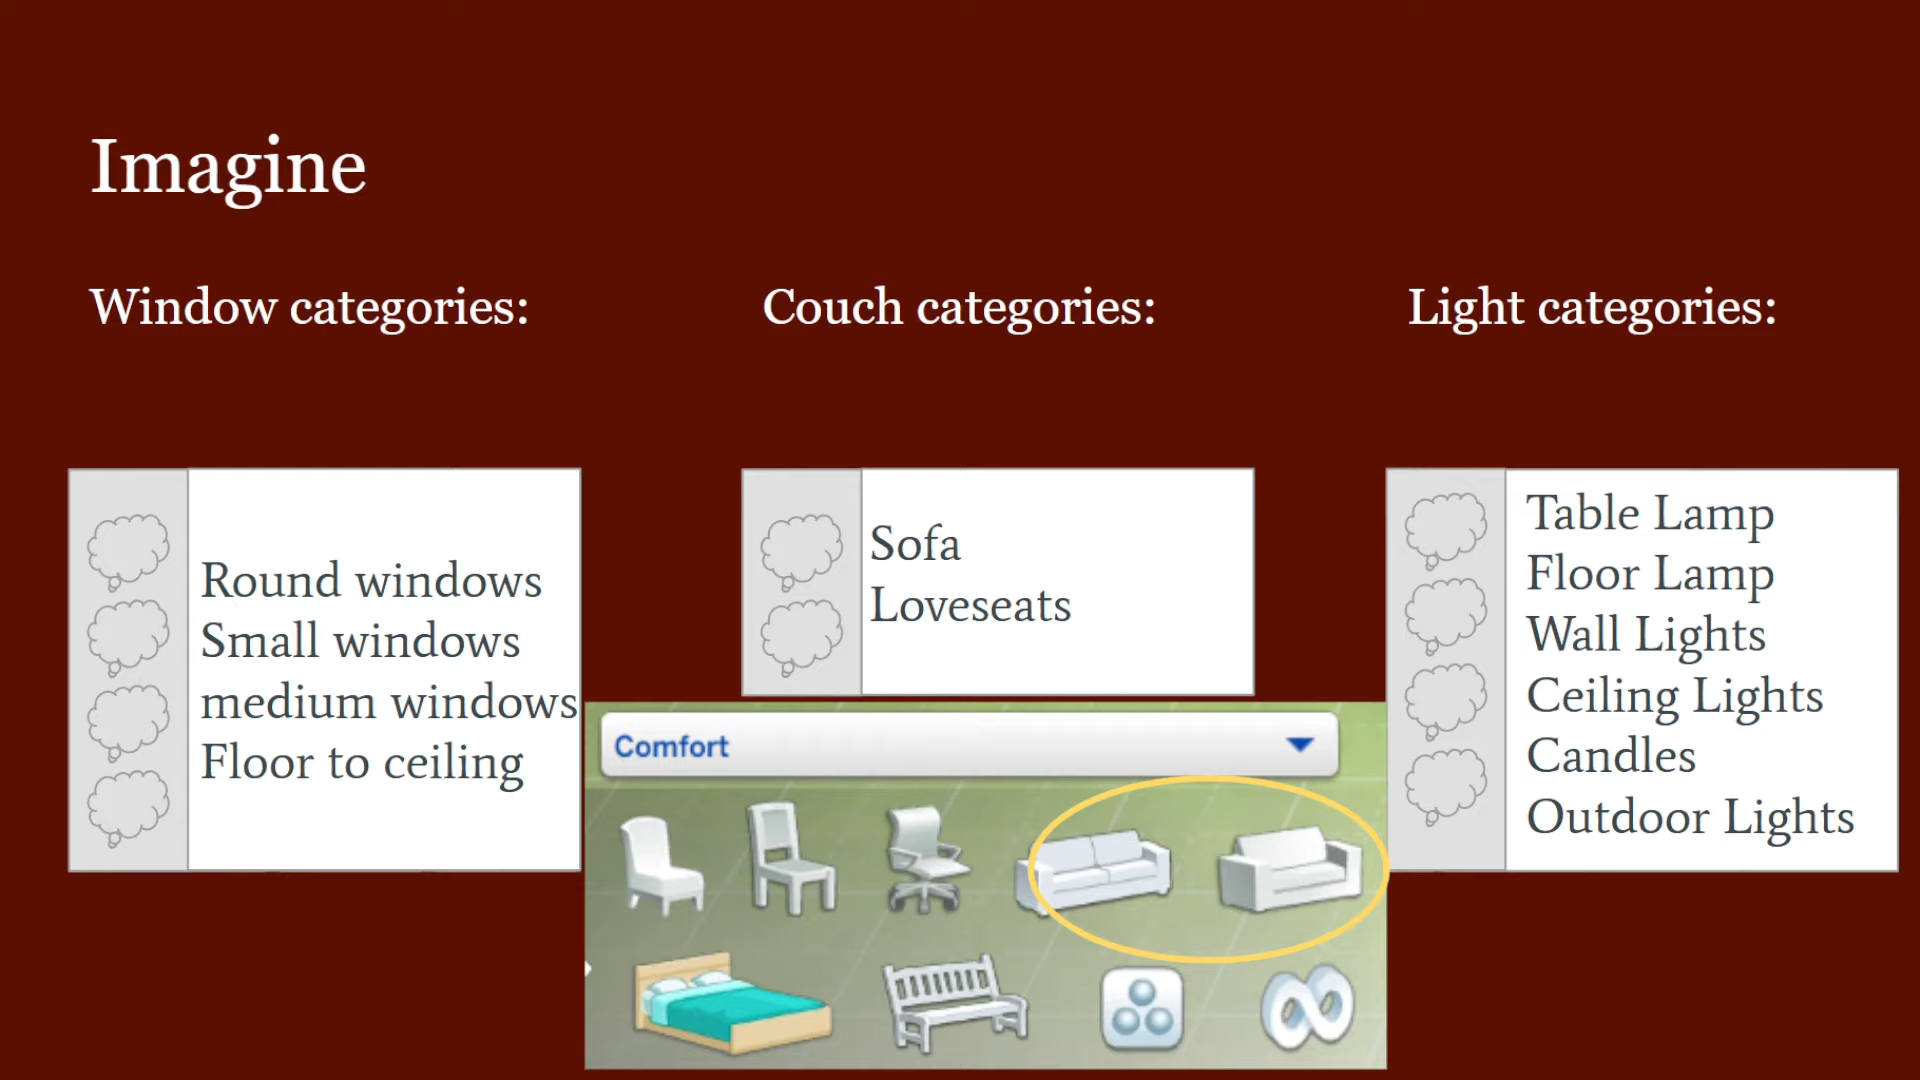 Imagine
Window categories:
Couch categories:
Light categories:
Round windows
Small windows
medium windows
Floor to ceiling
Sofa
Loveseats
Table Lamp
Floor Lamp
Wall Lights
Ceiling Lights
Candles
Outdoor Lights
Comfort